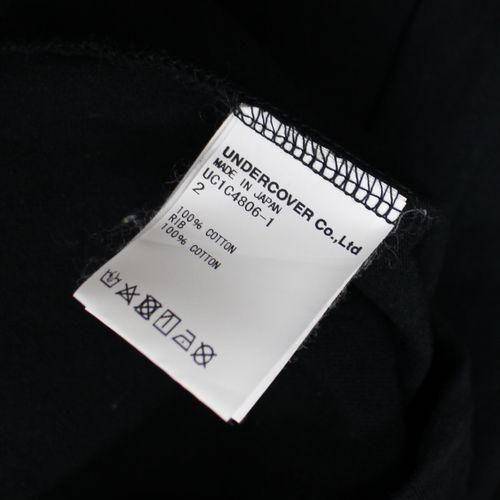 UNDERCOVER Co.,Ltd
MADE IN JAPAN
UC1C4806-1
2
100% COTTON
RIB
100% COTTON